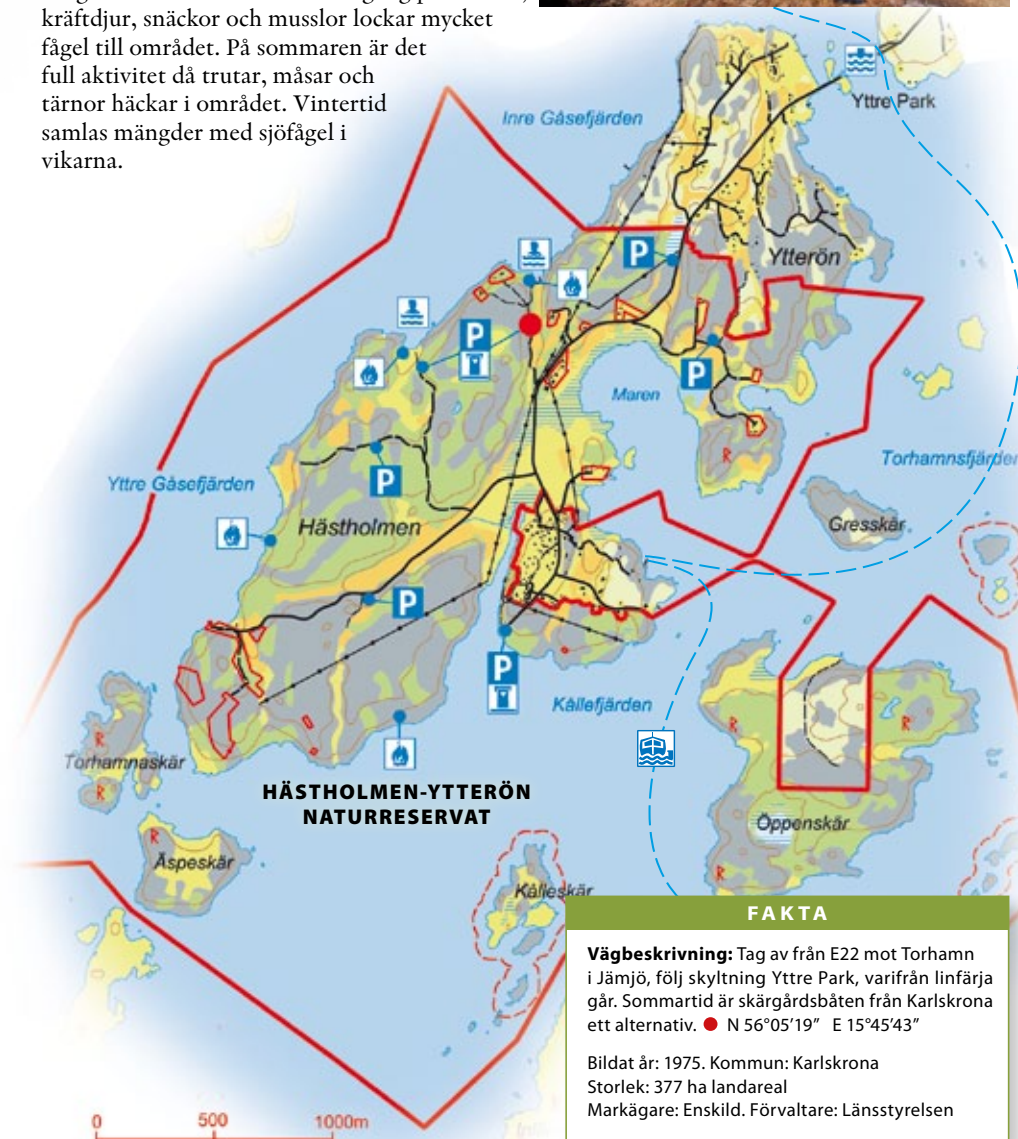 kräftdjur, snäckor och musslor lockar mycket
fågel till området. På sommaren är det
full aktivitet då trutar, måsar och
tärnor häckar i området. Vintertid
samlas mängder med sjöfågel i
vikarna.
Inre Gåsefjärden
Yttre Park
Ytterön
P
P
P
Maren
Torhamnsfjärden
R
Yttre Gåsefjärden
P
Hästholmen
Gresskär
P
P
Kållefjärden
R
R
R
Torhamnaskär
R
HÄSTHOLMEN-YTTERÖN
NATURRESERVAT
Öppenskär
R
Äspeskär
R
Kålleskär
FAKTA
Vägbeskrivning: Tag av från E22 mot Torhamn
i Jämjö, följ skyltning Yttre Park, varifrån linfärja
går. Sommartid är skärgårdsbåten från Karlskrona
ett alternativ. ● N 56°05'19" E 15°45'43"
Bildat år: 1975. Kommun: Karlskrona
Storlek: 377 ha landareal
Markägare: Enskild. Förvaltare: Länsstyrelsen
0 500 1000m